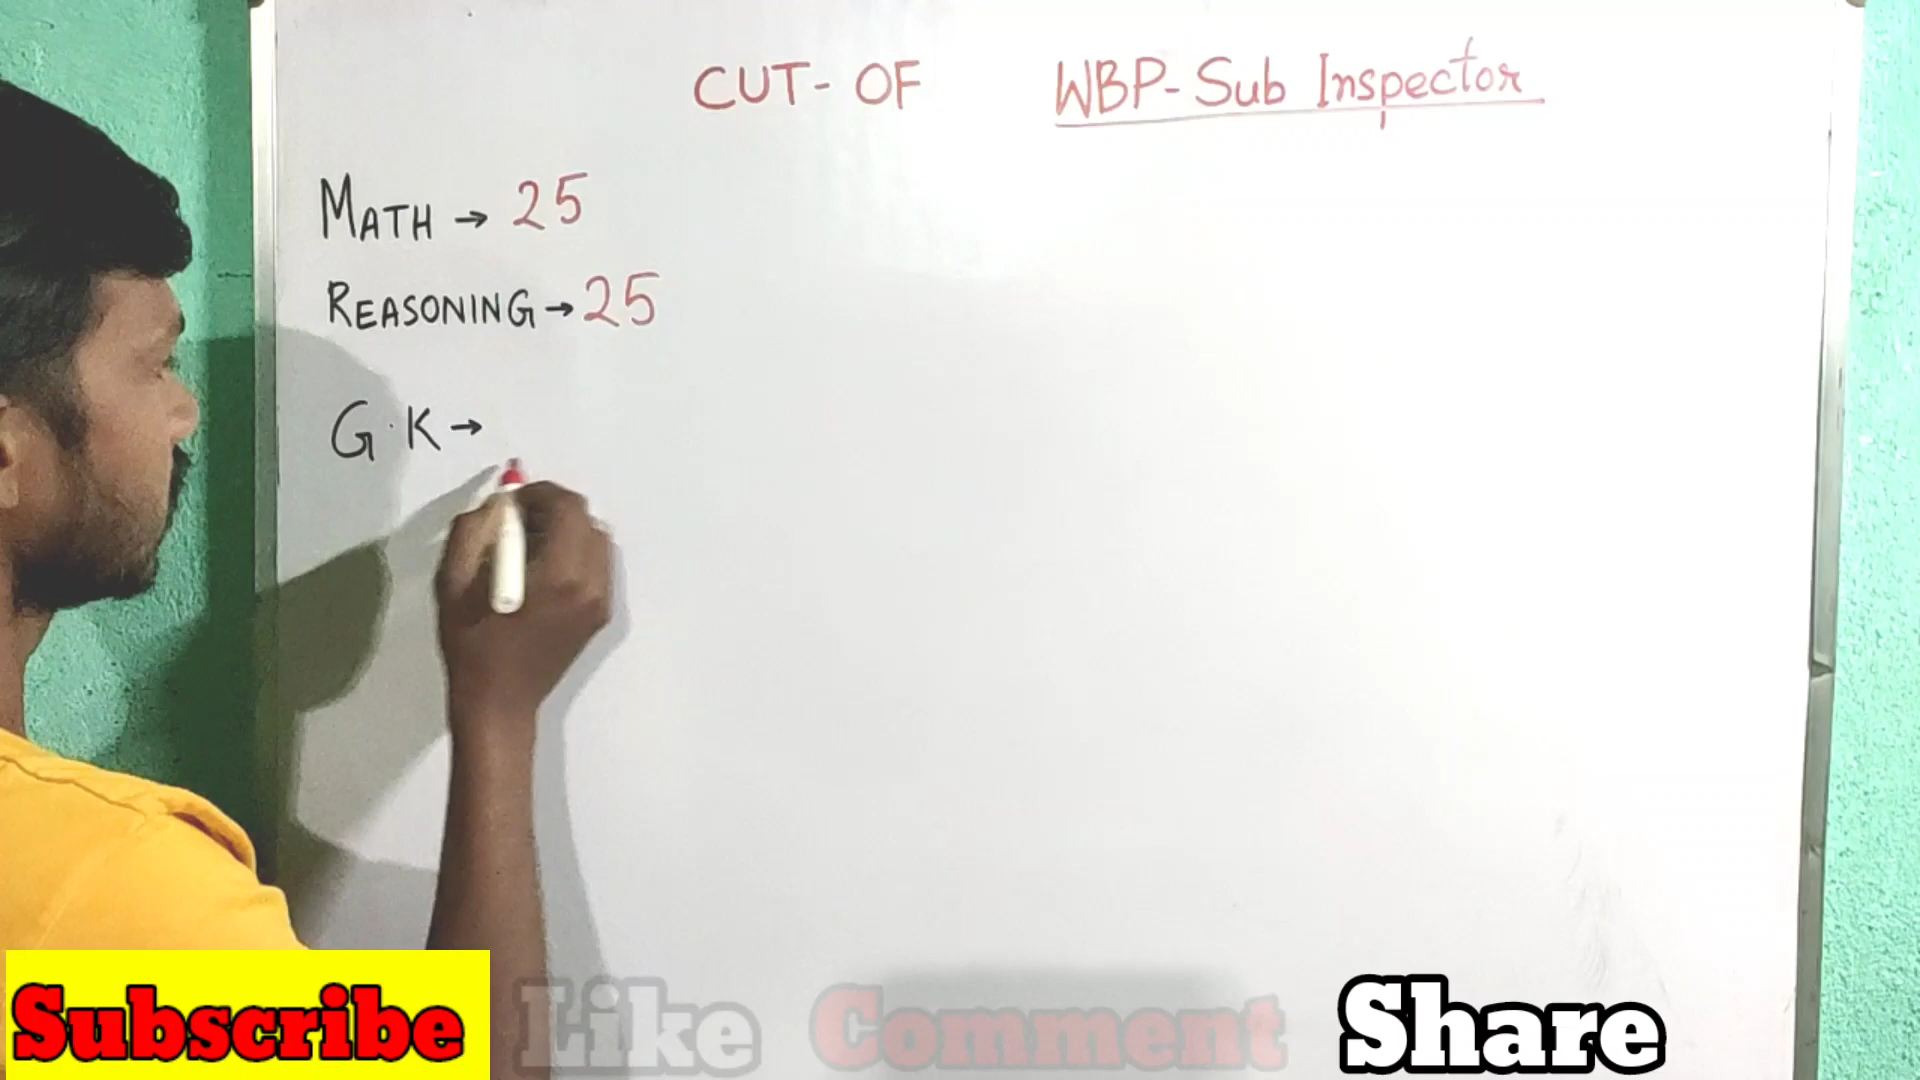 CUT-OF WBP-Sub Inspector
MATH → 25
REASONING → 25
G.K →
Subscribe Like Comment Share